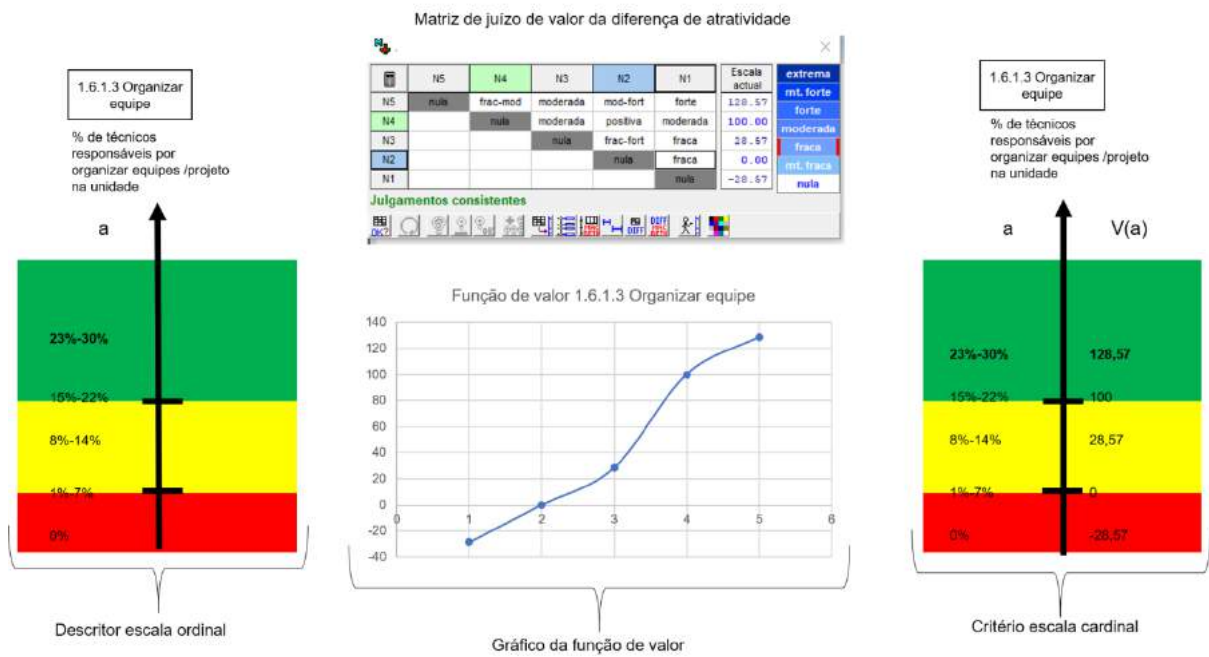 Matriz de juízo de valor da diferença de atratividade
1.6.1.3 Organizar
equipe
% de técnicos
responsáveis por
organizar equipes /projeto
na unidade
a
23%-30%
15%-22%
8%-14%
1%-7%
0%
Descritor escala ordinal
N5 N4 N3 N2 N1 Escala actual
N5 nula frac-mod moderada mod-fort forte 128.57
N4 nula moderada positiva moderada 100.00
N3 nula frac-fort fraca 28.57
N2 nula fraca 0.00
N1 nula -28.57
extrema
mt. forte
forte
moderada
fraca
mt. fraca
nula
Julgamentos consistentes
OK?
DIFF
DIFF
Função de valor 1.6.1.3 Organizar equipe
140
120
100
80
60
40
20
0
-20
-40
0 1 2 3 4 5 6
Gráfico da função de valor
1.6.1.3 Organizar
equipe
% de técnicos
responsáveis por
organizar equipes /projeto
na unidade
a V(a)
23%-30% 128,57
15%-22% 100
8%-14% 28,57
1%-7% 0
0% -28,57
Critério escala cardinal